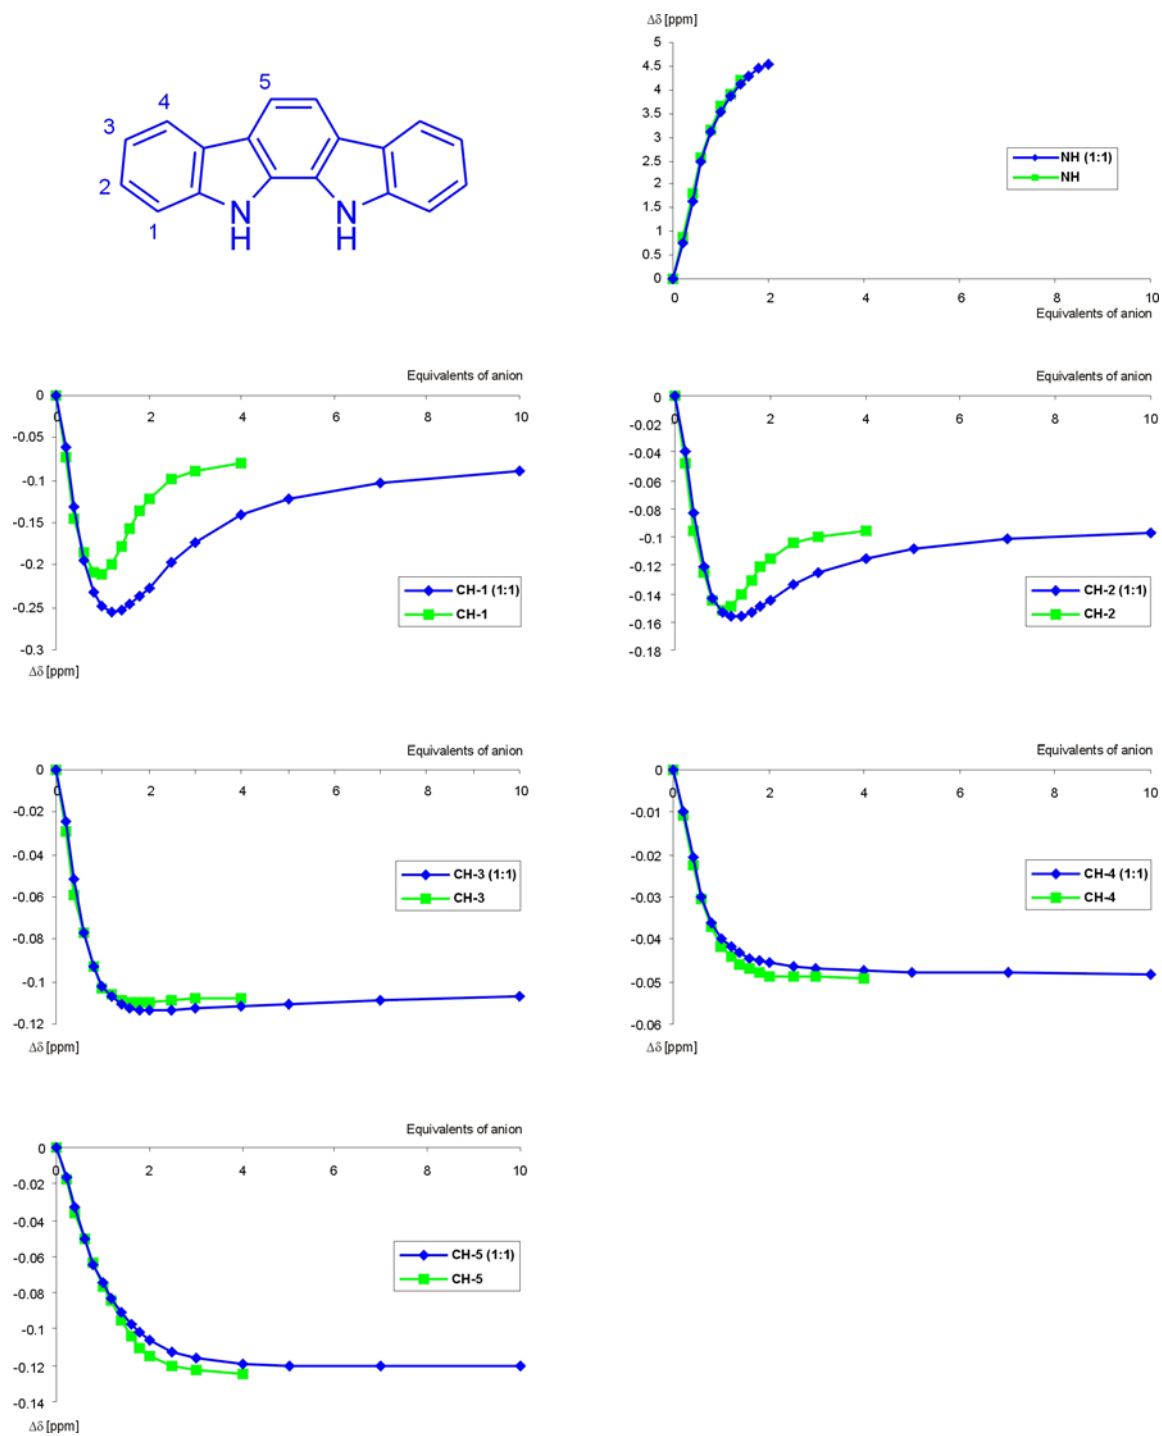 5
4
3
2
1
N
H
N
H
Δδ [ppm]
5
4.5
4
3.5
3
2.5
2
1.5
1
0.5
0
0 2 4 6 8 10
Equivalents of anion
NH (1:1)
NH
Equivalents of anion
0
-0.05
-0.1
-0.15
-0.2
-0.25
-0.3
0 2 4 6 8 10
CH-1 (1:1)
CH-1
Δδ [ppm]
Equivalents of anion
0
-0.02
-0.04
-0.06
-0.08
-0.1
-0.12
-0.14
-0.16
-0.18
0 2 4 6 8 10
CH-2 (1:1)
CH-2
Δδ [ppm]
Equivalents of anion
0
-0.02
-0.04
-0.06
-0.08
-0.1
-0.12
0 2 4 6 8 10
CH-3 (1:1)
CH-3
Δδ [ppm]
Equivalents of anion
0
-0.01
-0.02
-0.03
-0.04
-0.05
-0.06
0 2 4 6 8 10
CH-4 (1:1)
CH-4
Δδ [ppm]
Equivalents of anion
0
-0.02
-0.04
-0.06
-0.08
-0.1
-0.12
-0.14
0 2 4 6 8 10
CH-5 (1:1)
CH-5
Δδ [ppm]